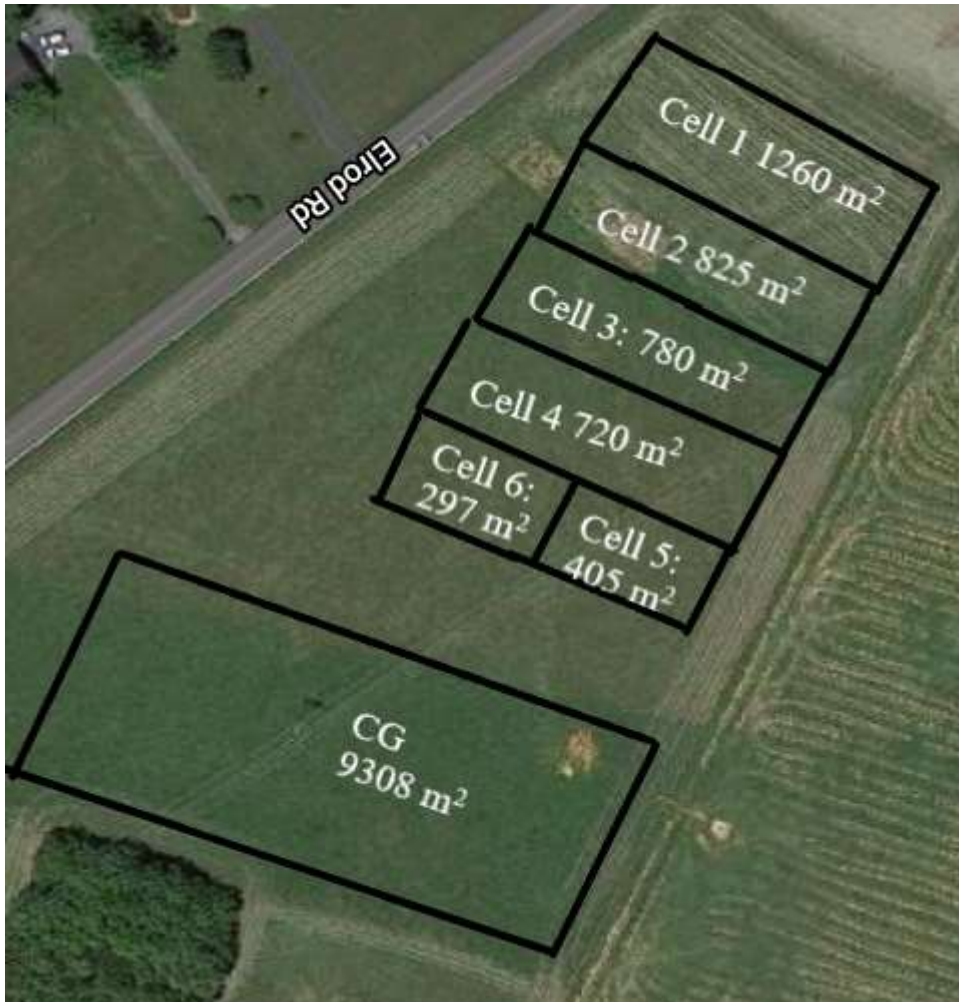 Elrod Rd
Cell 1 1260 m²
Cell 2 825 m²
Cell 3: 780 m²
Cell 4 720 m²
Cell 6:
297 m²
Cell 5:
405 m²
CG
9308 m²